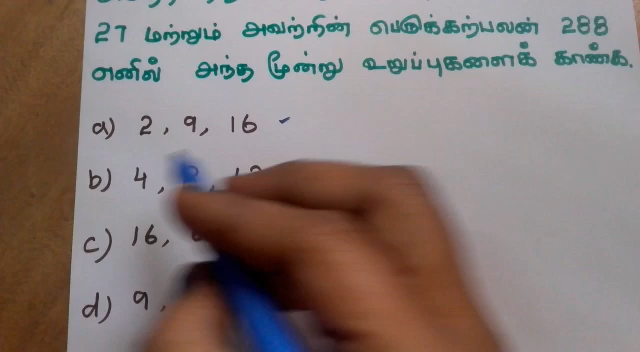 27 மற்றும் அவற்றின் பெருக்கற்பலன் 288
எனில் அந்த மூன்று உறுப்புகளைக் காண்க.
a) 2, 9, 16
b) 4,
c) 16,
d) 9,